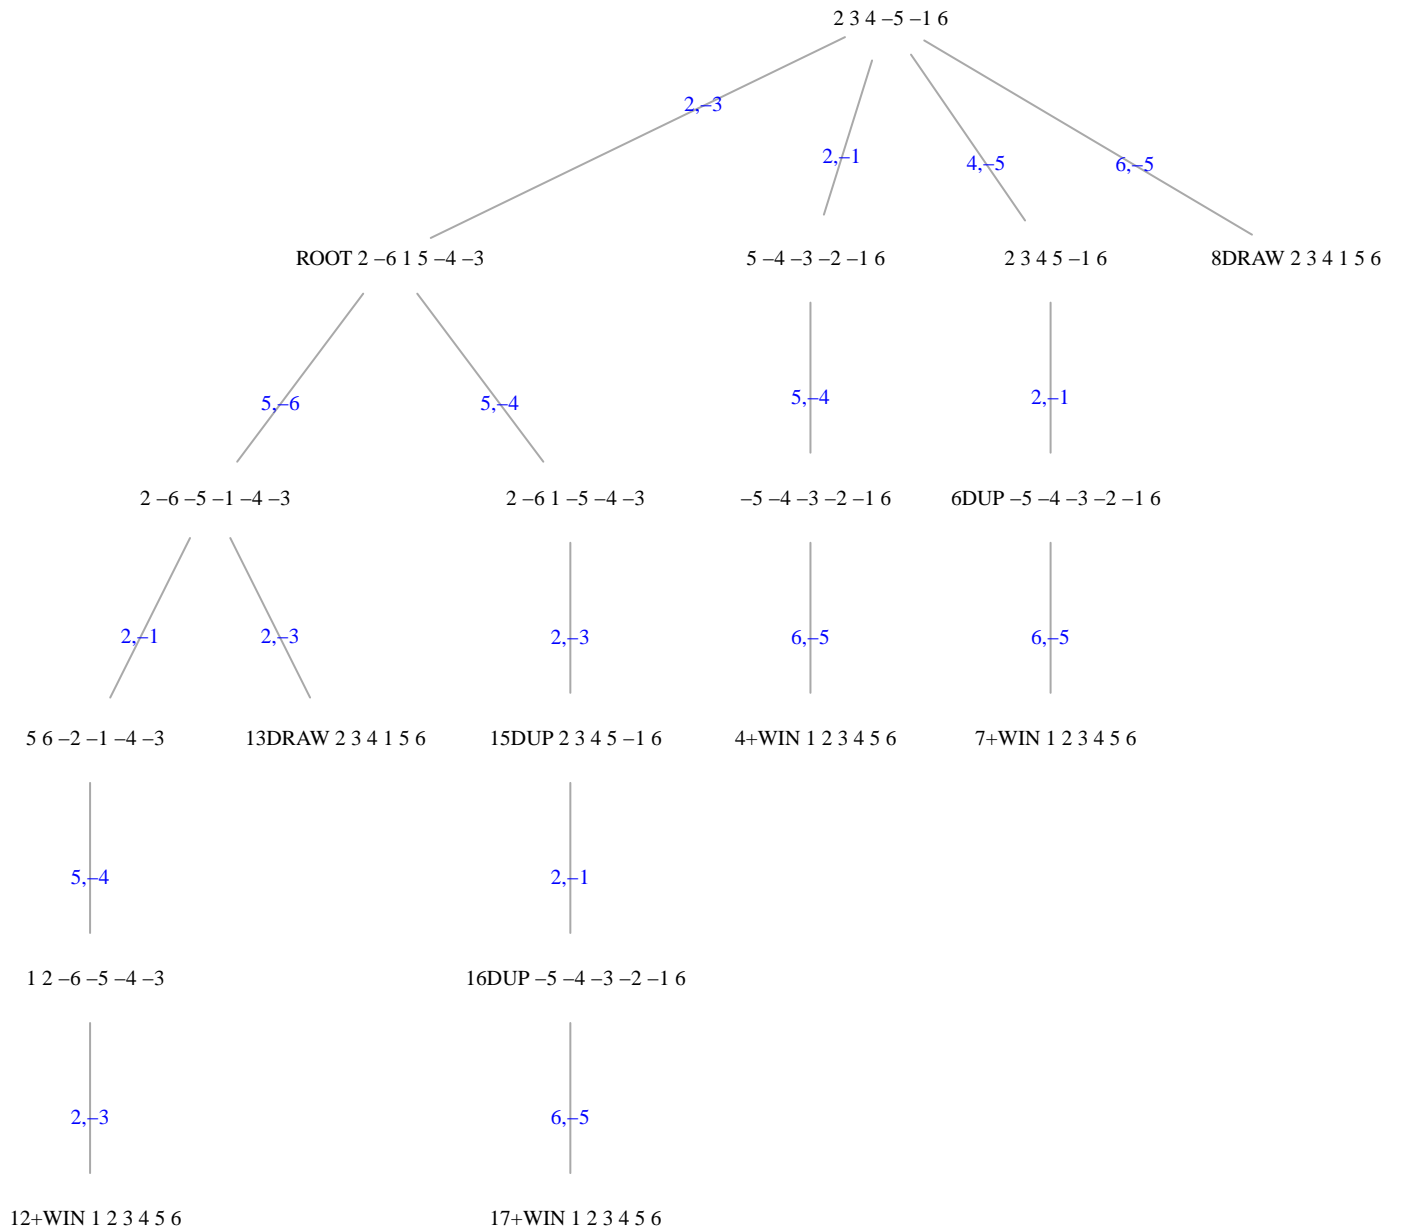 2 3 4 –5 –1 6
2,–3
2,–1
4,–5
6,–5
ROOT 2 –6 1 5 –4 –3
5 –4 –3 –2 –1 6
2 3 4 5 –1 6
8DRAW 2 3 4 1 5 6
5,–6
5,–4
5,–4
2,–1
2 –6 –5 –1 –4 –3
2 –6 1 –5 –4 –3
–5 –4 –3 –2 –1 6
6DUP –5 –4 –3 –2 –1 6
2,–1
2,–3
2,–3
6,–5
6,–5
5 6 –2 –1 –4 –3
13DRAW 2 3 4 1 5 6
15DUP 2 3 4 5 –1 6
4+WIN 1 2 3 4 5 6
7+WIN 1 2 3 4 5 6
5,–4
2,–1
1 2 –6 –5 –4 –3
16DUP –5 –4 –3 –2 –1 6
2,–3
6,–5
12+WIN 1 2 3 4 5 6
17+WIN 1 2 3 4 5 6